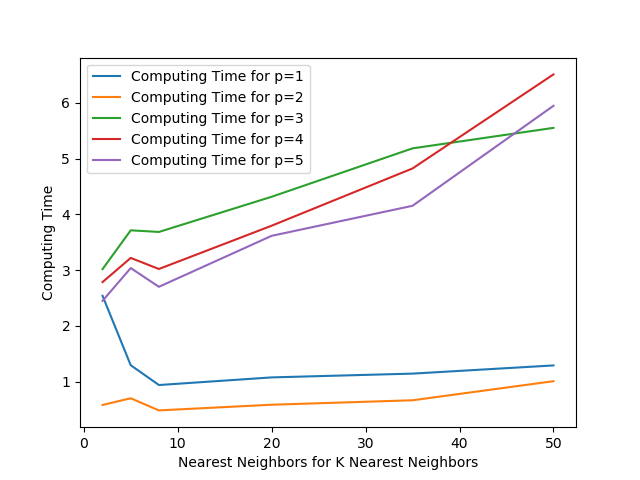 Computing Time for p=1
Computing Time for p=2
Computing Time for p=3
Computing Time for p=4
Computing Time for p=5
Computing Time
6
5
4
3
2
1
0
10
20
30
40
50
Nearest Neighbors for K Nearest Neighbors